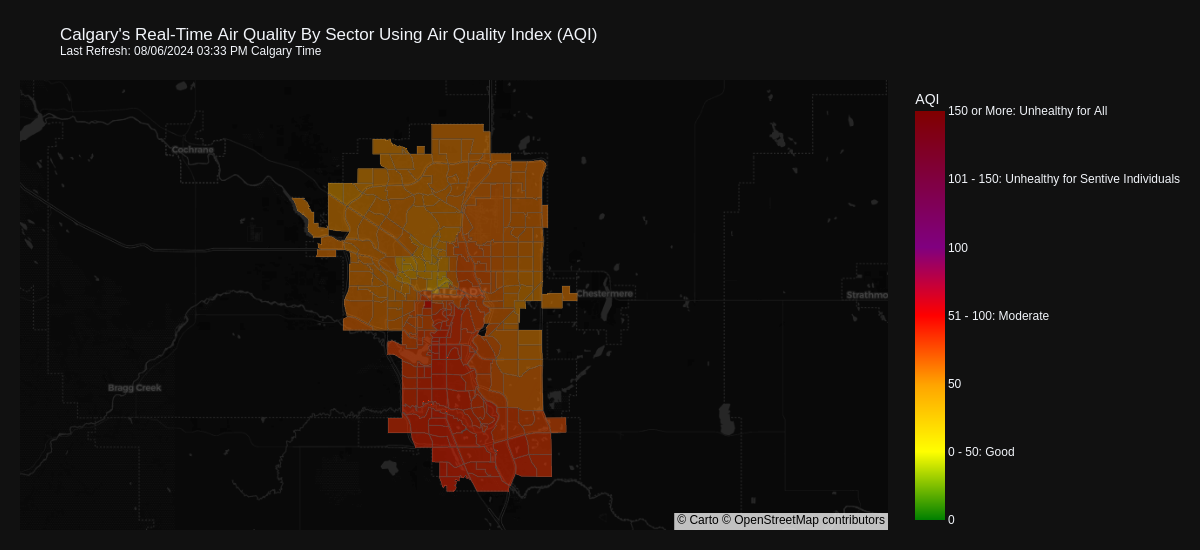 Calgary's Real-Time Air Quality By Sector Using Air Quality Index (AQI)
Last Refresh: 08/06/2024 03:33 PM Calgary Time
AQI
150 or More: Unhealthy for All
Cochrane
101 - 150: Unhealthy for Sentive Individuals
100
CALGARY
Chestermere
Strathmo
51 - 100: Moderate
50
Bragg Creek
0 - 50: Good
0
© Carto © OpenStreetMap contributors